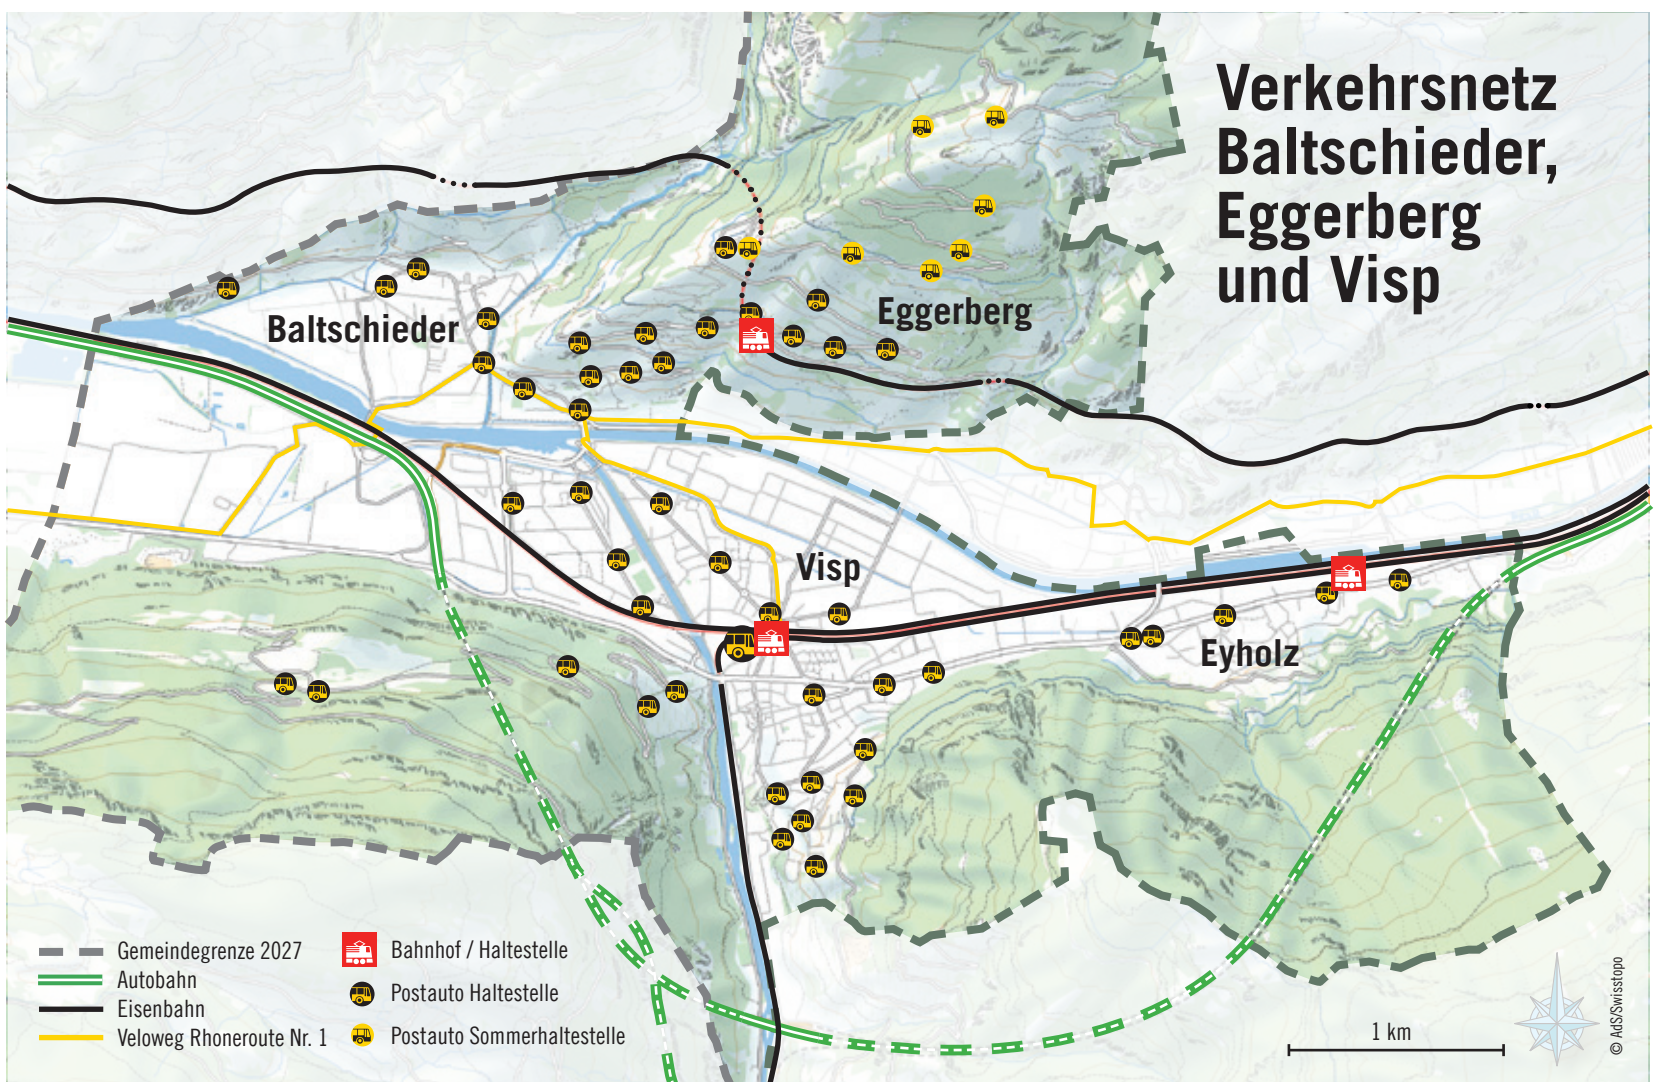 Verkehrsnetz
Baltschieder,
Eggerberg
und Visp
Baltschieder
Eggerberg
Visp
Eyholz
Gemeindegrenze 2027
Autobahn
Eisenbahn
Veloweg Rhoneroute Nr. 1
Bahnhof / Haltestelle
Postauto Haltestelle
Postauto Sommerhaltestelle
1 km
© AdS/Swisstopo